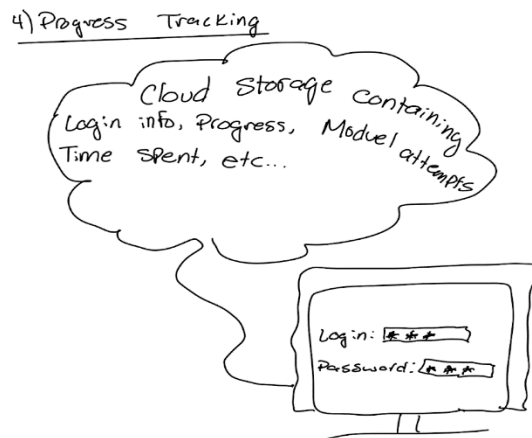 4) Progress Tracking
Cloud Storage containing
Login info, Progress, Moduel attempts
Time spent, etc...
Login: ***
Password: ***